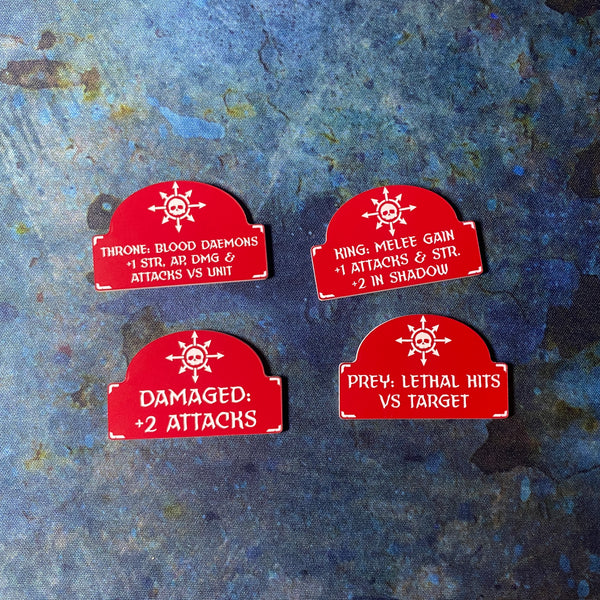 THRONE: BLOOD DAEMONS
+1 STR, AP, DMG &
ATTACKS VS UNIT
KING: MELEE GAIN
+1 ATTACKS & STR.
+2 IN SHADOW
DAMAGED:
+2 ATTACKS
PREY: LETHAL HITS
VS TARGET